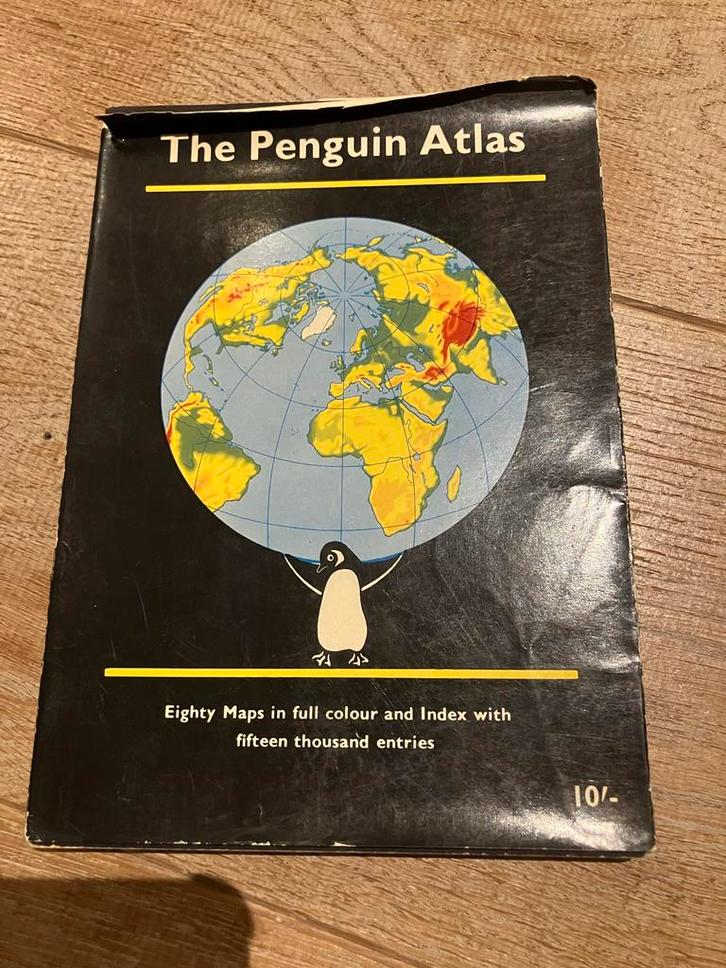 The Penguin Atlas
Eighty Maps in full colour and Index with
fifteen thousand entries
10/-